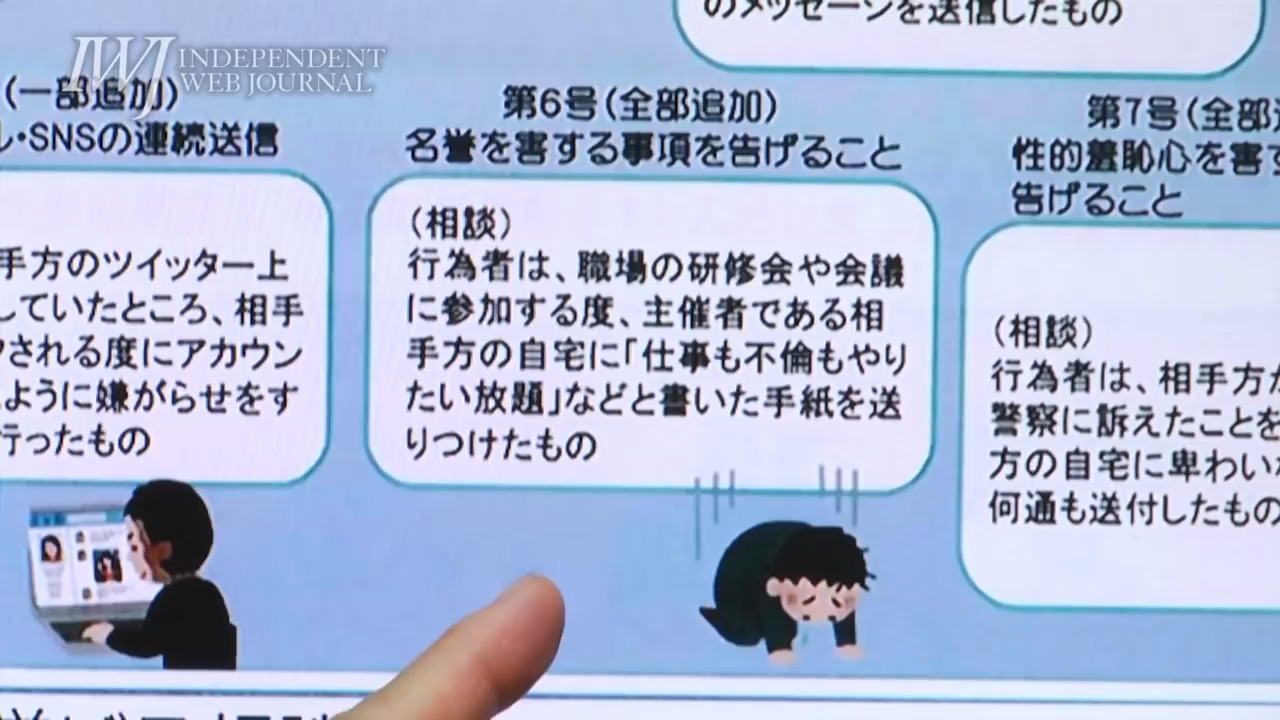 IWJ INDEPENDENT
WEB JOURNAL
のメッセージを送信したもの
(一部追加)
ル・SNSの連続送信
手方のツイッター上
していたところ、相手
される度にアカウン
ように嫌がらせをす
行ったもの
第6号(全部追加)
名誉を害する事項を告げること
(相談)
行為者は、職場の研修会や会議
に参加する度、主催者である相
手方の自宅に「仕事も不倫もやり
たい放題」などと書いた手紙を送
りつけたもの
第7号(全部追
性的羞恥心を害す
告げること
(相談)
行為者は、相手方が
警察に訴えたことを
方の自宅に卑わいな
何通も送付したもの